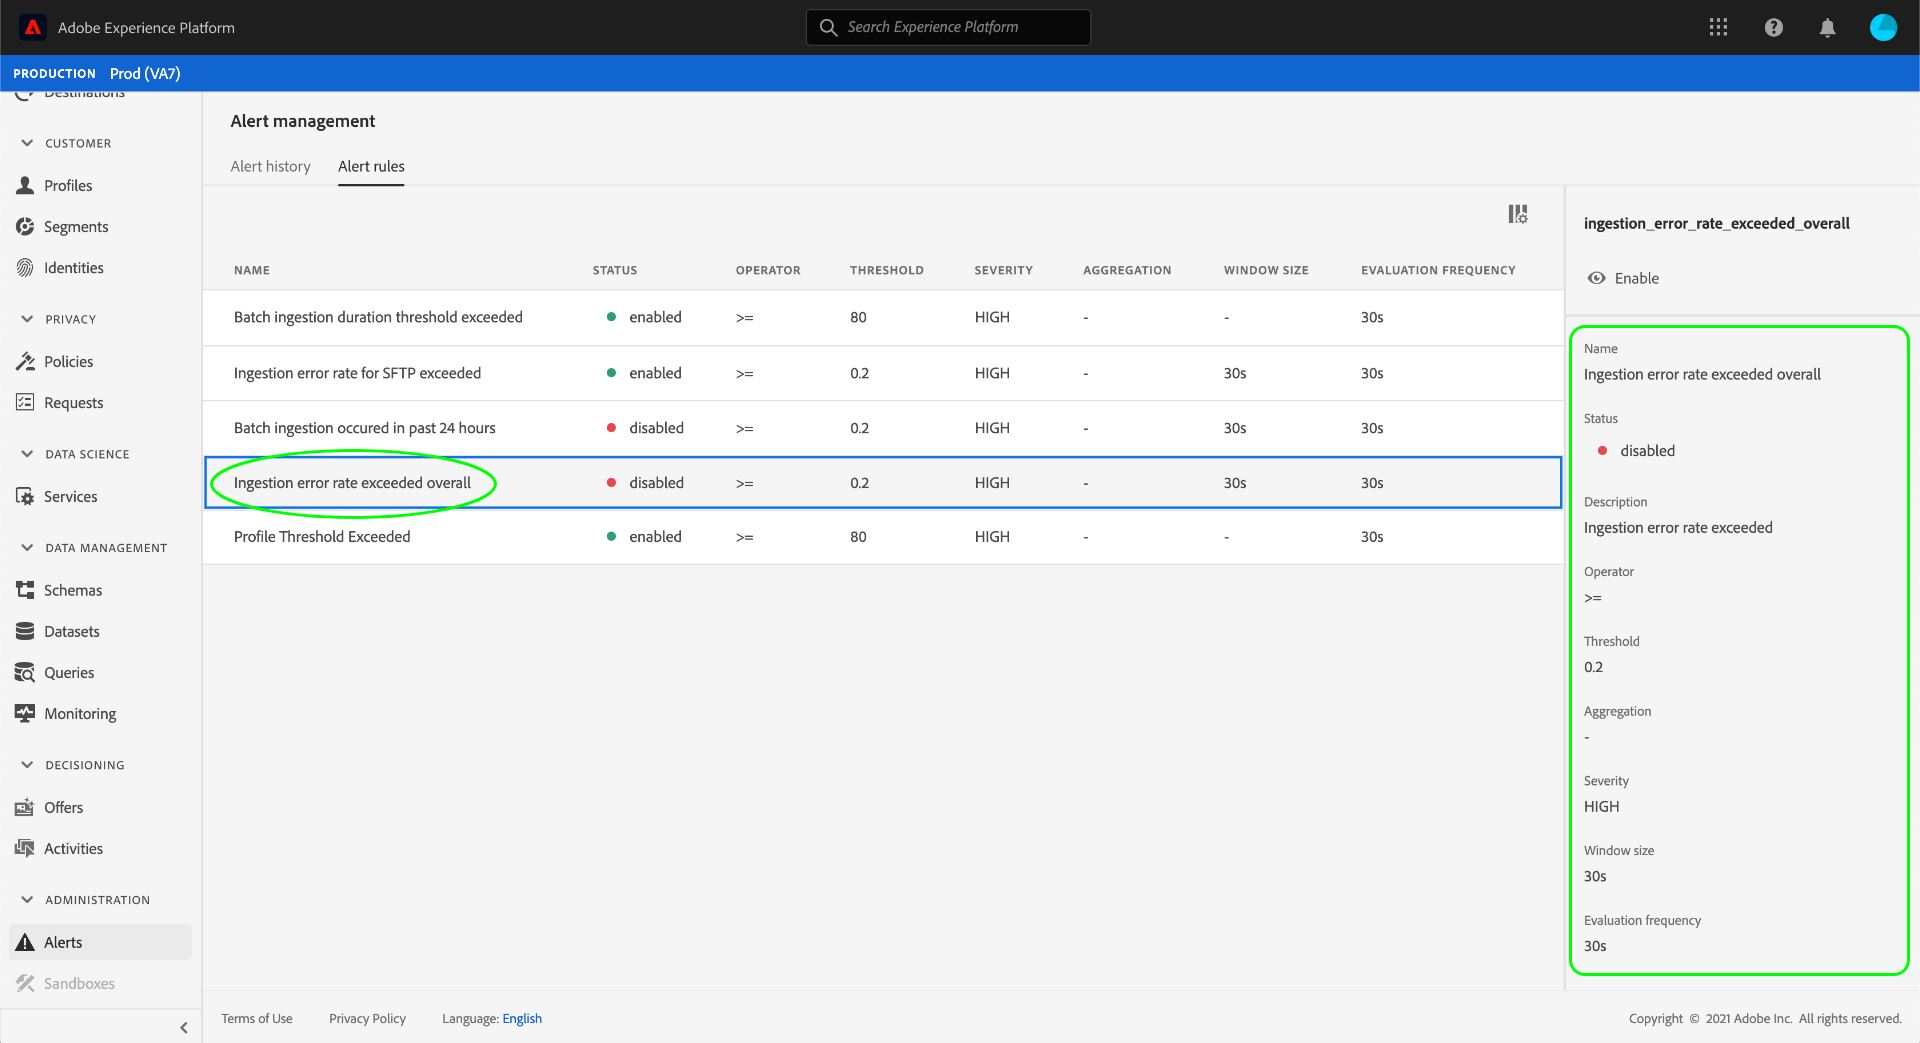 Adobe Experience Platform
Search Experience Platform
PRODUCTION Prod (VA7)
Destinations
CUSTOMER
Profiles
Segments
Identities
PRIVACY
Policies
Requests
DATA SCIENCE
Services
DATA MANAGEMENT
Schemas
Datasets
Queries
Monitoring
DECISIONING
Offers
Activities
ADMINISTRATION
Alerts
Sandboxes
Alert management
Alert history Alert rules
NAME STATUS OPERATOR THRESHOLD SEVERITY AGGREGATION WINDOW SIZE EVALUATION FREQUENCY
Batch ingestion duration threshold exceeded enabled >= 80 HIGH - - 30s
Ingestion error rate for SFTP exceeded enabled >= 0.2 HIGH - 30s 30s
Batch ingestion occured in past 24 hours disabled >= 0.2 HIGH - 30s 30s
Ingestion error rate exceeded overall disabled >= 0.2 HIGH - 30s 30s
Profile Threshold Exceeded enabled >= 80 HIGH - - 30s
ingestion_error_rate_exceeded_overall
Enable
Name
Ingestion error rate exceeded overall
Status
disabled
Description
Ingestion error rate exceeded
Operator
>=
Threshold
0.2
Aggregation
-
Severity
HIGH
Window size
30s
Evaluation frequency
30s
Terms of Use Privacy Policy Language: English
Copyright © 2021 Adobe Inc. All rights reserved.